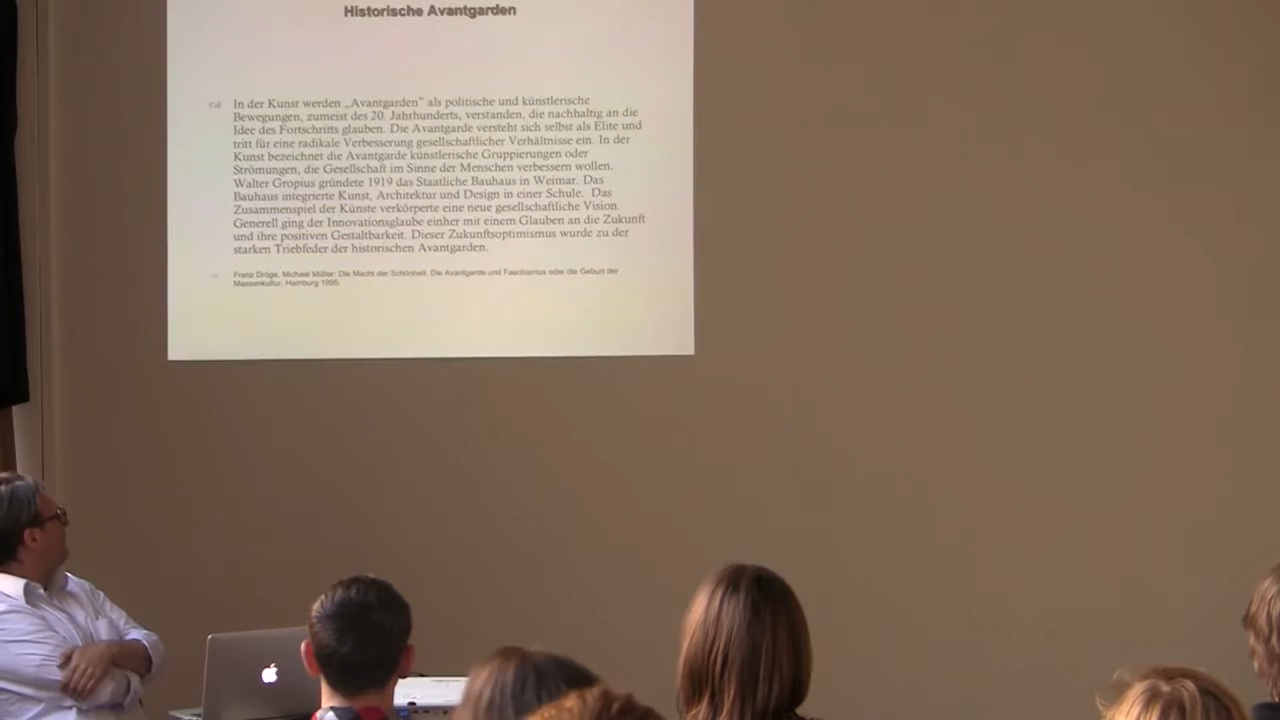 Historische Avantgarden
In der Kunst werden „Avantgarden" als politische und künstlerische
Bewegungen, zumeist des 20. Jahrhunderts, verstanden, die nachhaltig an die
Idee des Fortschritts glauben. Die Avantgarde versteht sich selbst als Elite und
tritt für eine radikale Verbesserung gesellschaftlicher Verhältnisse ein. In der
Kunst bezeichnet die Avantgarde künstlerische Gruppierungen oder
Strömungen, die Gesellschaft im Sinne der Menschen verbessern wollen.
Walter Gropius gründete 1919 das Staatliche Bauhaus in Weimar. Das
Bauhaus integrierte Kunst, Architektur und Design in einer Schule. Das
Zusammenspiel der Künste verkörperte eine neue gesellschaftliche Vision.
Generell ging der Innovationsglaube einher mit einem Glauben an die Zukunft
und ihre positiven Gestaltbarkeit. Dieser Zukunftsoptimismus wurde zu der
starken Triebfeder der historischen Avantgarden.
Franz Dröge, Michael Müller: Die Macht der Schönheit. Die Avantgarde und Faschismus oder die Geburt der
Massenkultur, Hamburg 1995.